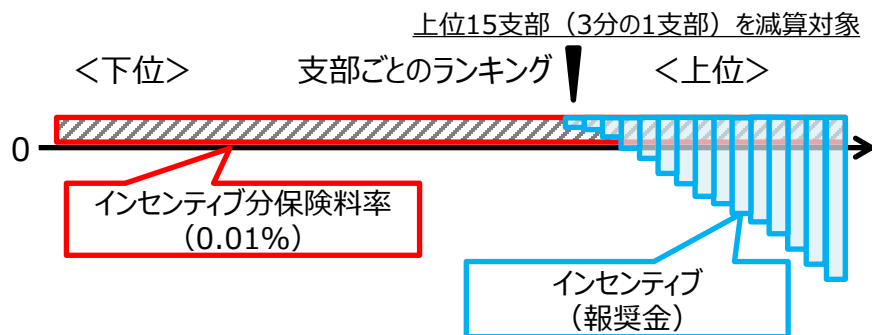 上位15支部（3分の1支部）を減算対象
＜下位＞ 支部ごとのランキング ＜上位＞
0
インセンティブ分保険料率
（0.01%）
インセンティブ
（報奨金）